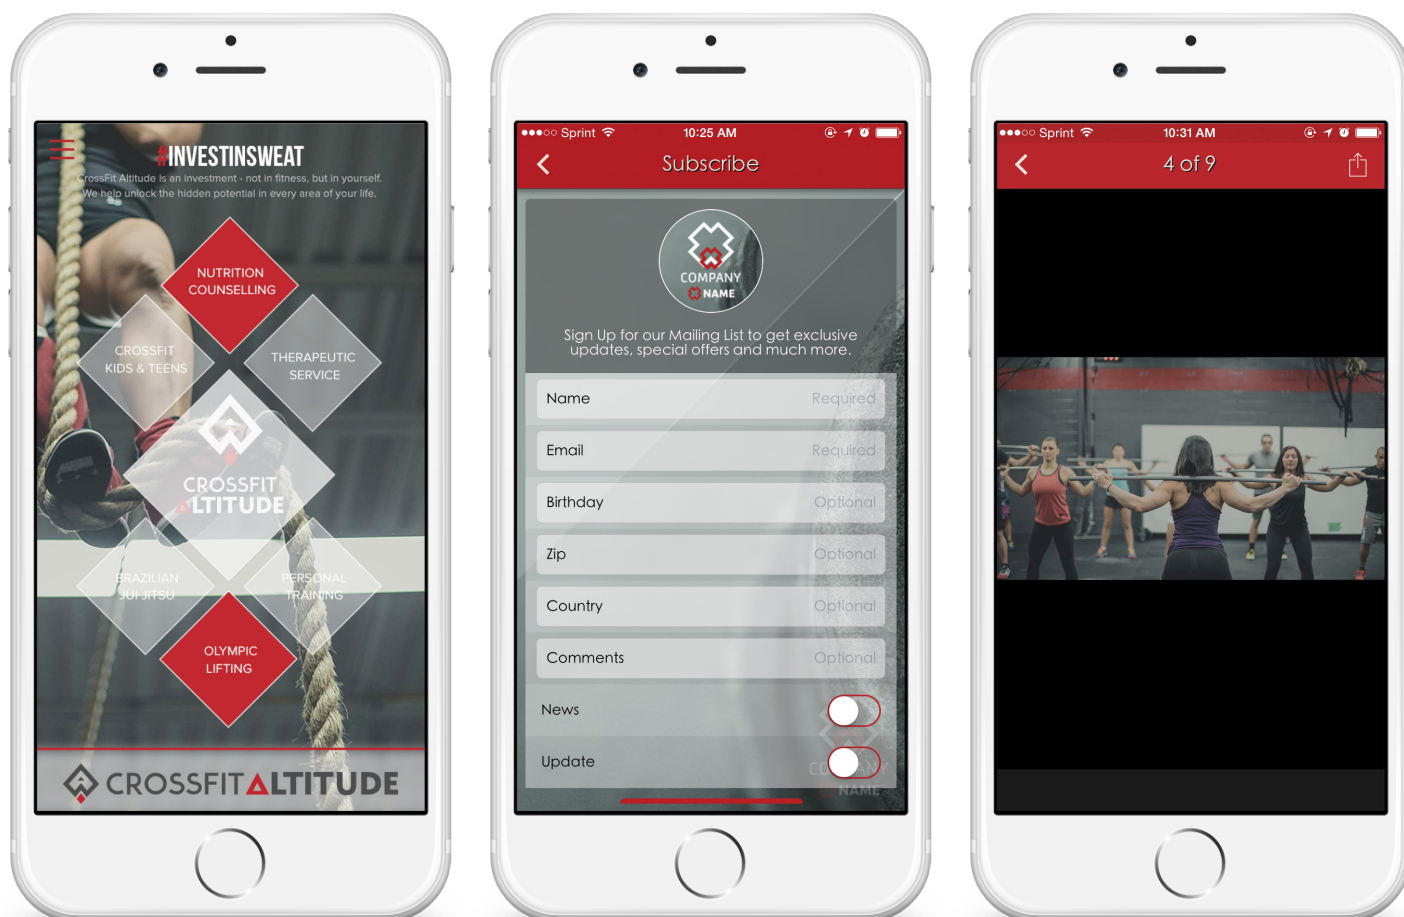 #INVESTINSWEAT
CrossFit Altitude is an investment - not in fitness, but in yourself.
We help unlock the hidden potential in every area of your life.
NUTRITION
COUNSELLING
CROSSFIT
KIDS & TEENS
THERAPEUTIC
SERVICE
CROSSFIT
ALTITUDE
BRAZILIAN
JUI JITSU
PERSONAL
TRAINING
OLYMPIC
LIFTING
CROSSFIT ALTITUDE
Sprint 10:25 AM
Subscribe
COMPANY
NAME
Sign Up for our Mailing List to get exclusive
updates, special offers and much more.
Name Required
Email Required
Birthday Optional
Zip Optional
Country Optional
Comments Optional
News
Update
COMPANY
NAME
Sprint 10:31 AM
4 of 9